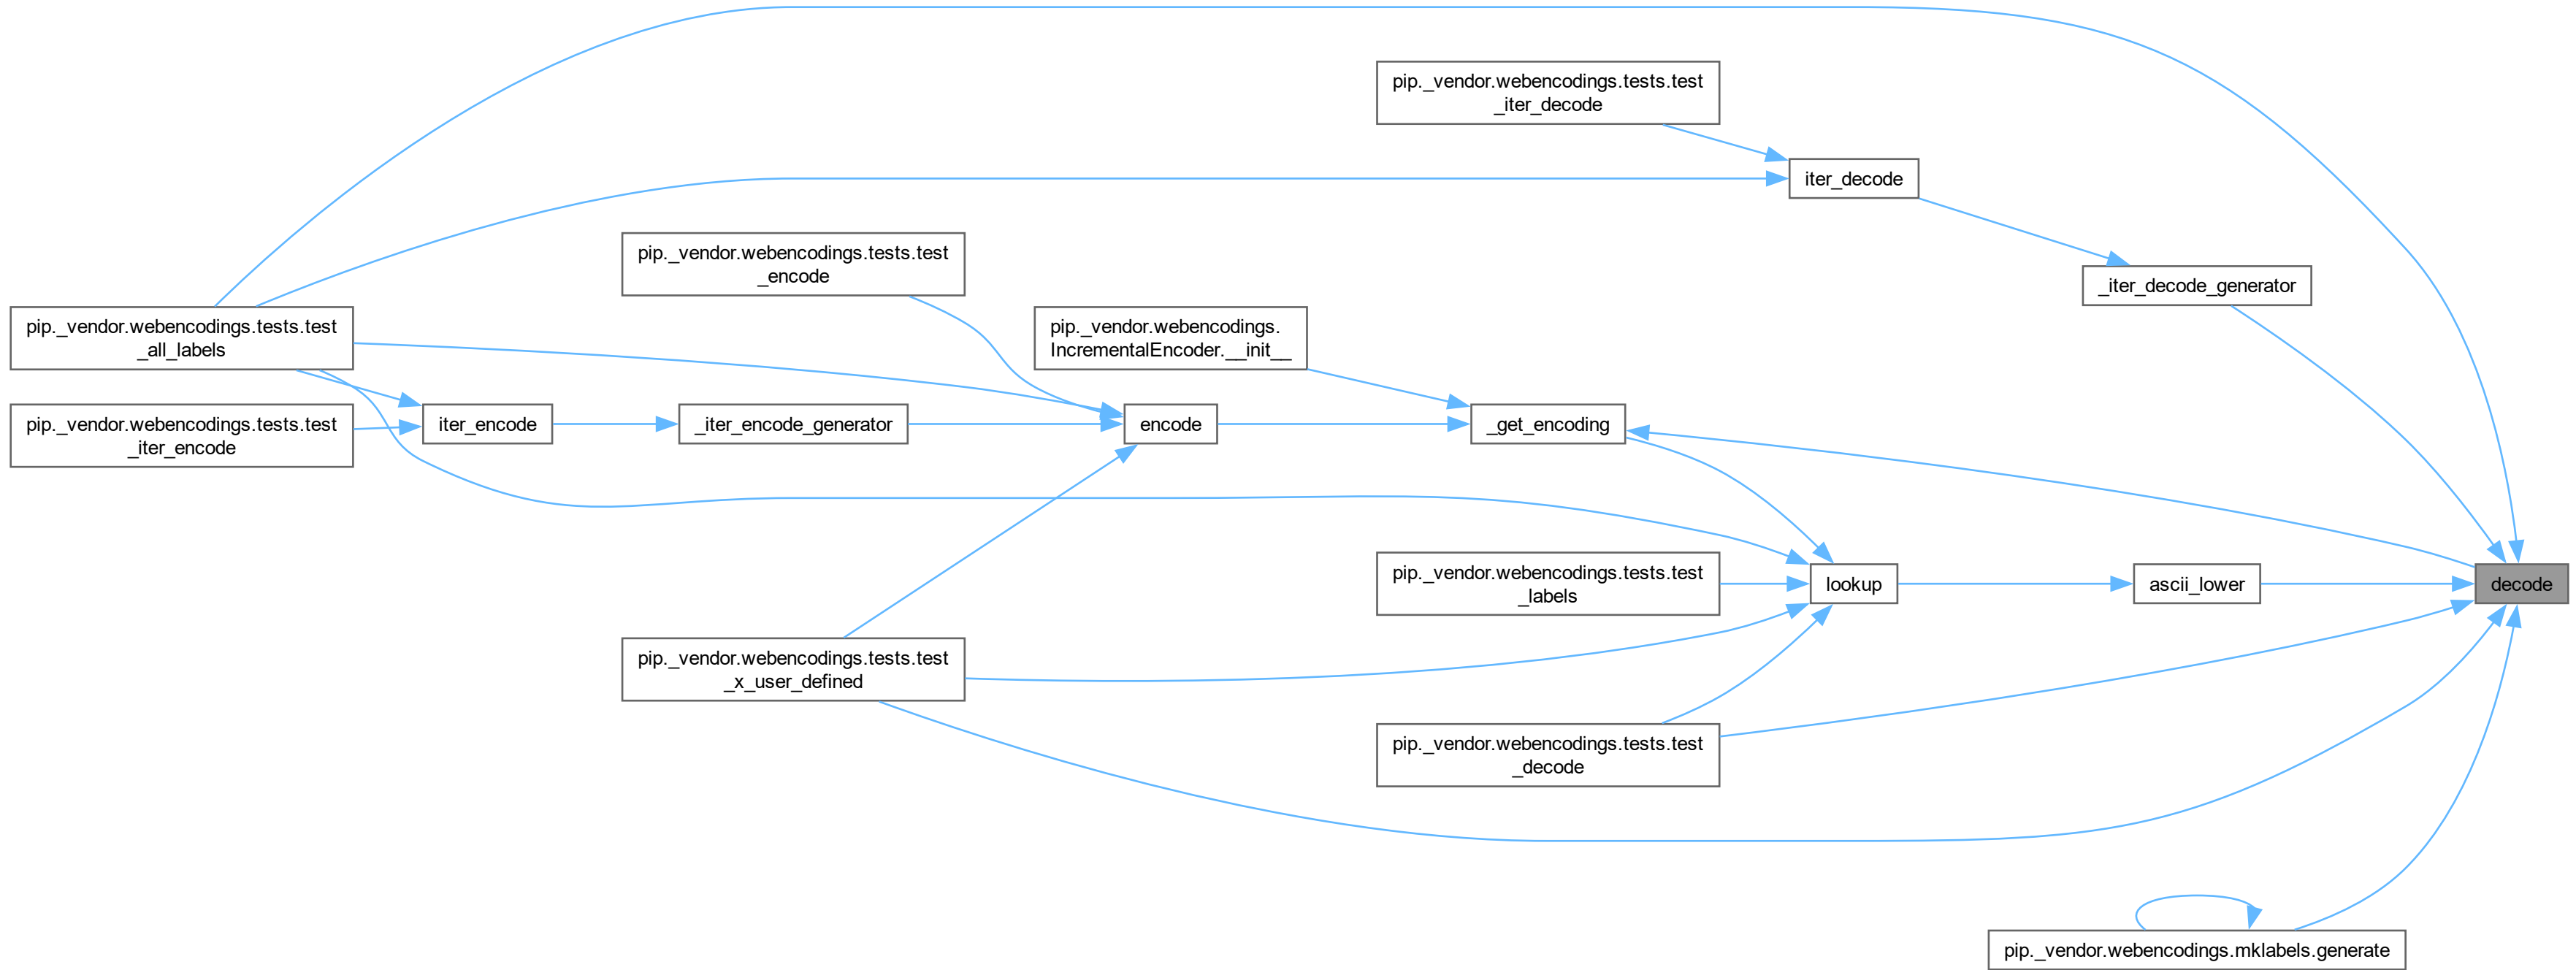 pip._vendor.webencodings.tests.test
_iter_decode
iter_decode
pip._vendor.webencodings.tests.test
_encode
_iter_decode_generator
pip._vendor.webencodings.tests.test
_all_labels
pip._vendor.webencodings.
IncrementalEncoder.__init__
pip._vendor.webencodings.tests.test
_iter_encode
iter_encode
_iter_encode_generator
encode
_get_encoding
pip._vendor.webencodings.tests.test
_labels
lookup
ascii_lower
decode
pip._vendor.webencodings.tests.test
_x_user_defined
pip._vendor.webencodings.tests.test
_decode
pip._vendor.webencodings.mklabels.generate